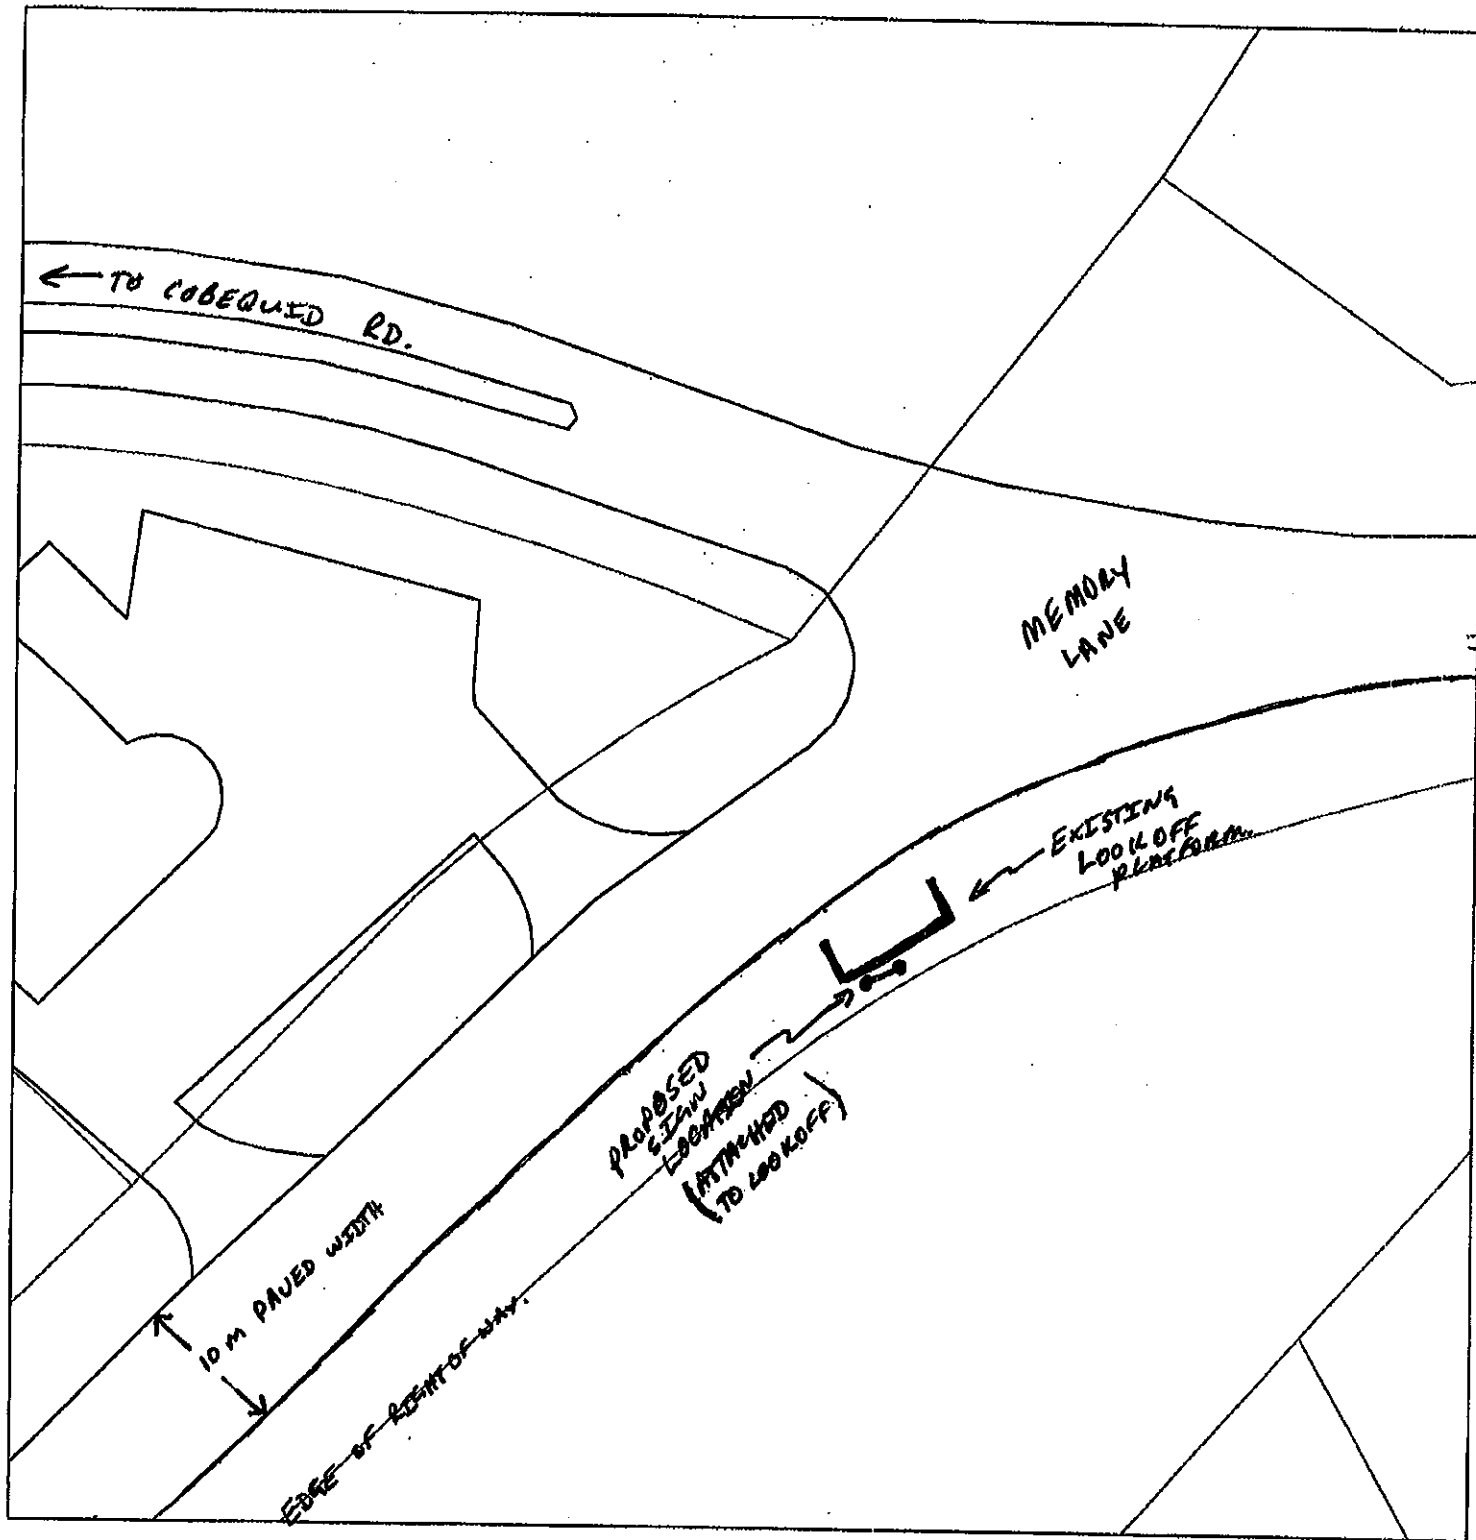 ← TO COBEQUID RD.
MEMORY
LANE
EXISTING
LOOKOFF
PLATFORM.
PROPOSED
SIGN
LOCATION
(ATTACHED
TO LOOKOFF)
10 M PAVED WIDTH
EDGE OF RIGHT OF WAY.